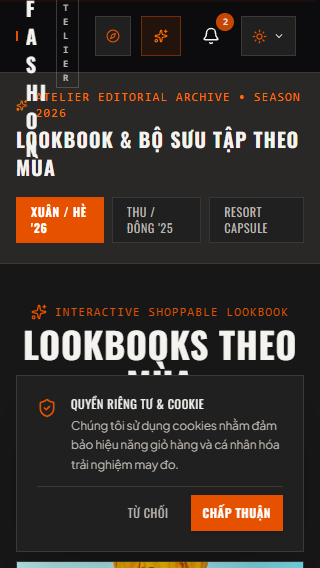 FASHION
ATELIER
2
ATELIER EDITORIAL ARCHIVE • SEASON
2026
LOOKBOOK & BỘ SƯU TẬP THEO
MÙA
XUÂN / HÈ
'26
THU /
ĐÔNG '25
RESORT
CAPSULE
INTERACTIVE SHOPPABLE LOOKBOOK
LOOKBOOKS THEO
MÙA
QUYỀN RIÊNG TƯ & COOKIE
Chúng tôi sử dụng cookies nhằm đảm
bảo hiệu năng giỏ hàng và cá nhân hóa
trải nghiệm may đo.
TỪ CHỐI
CHẤP THUẬN